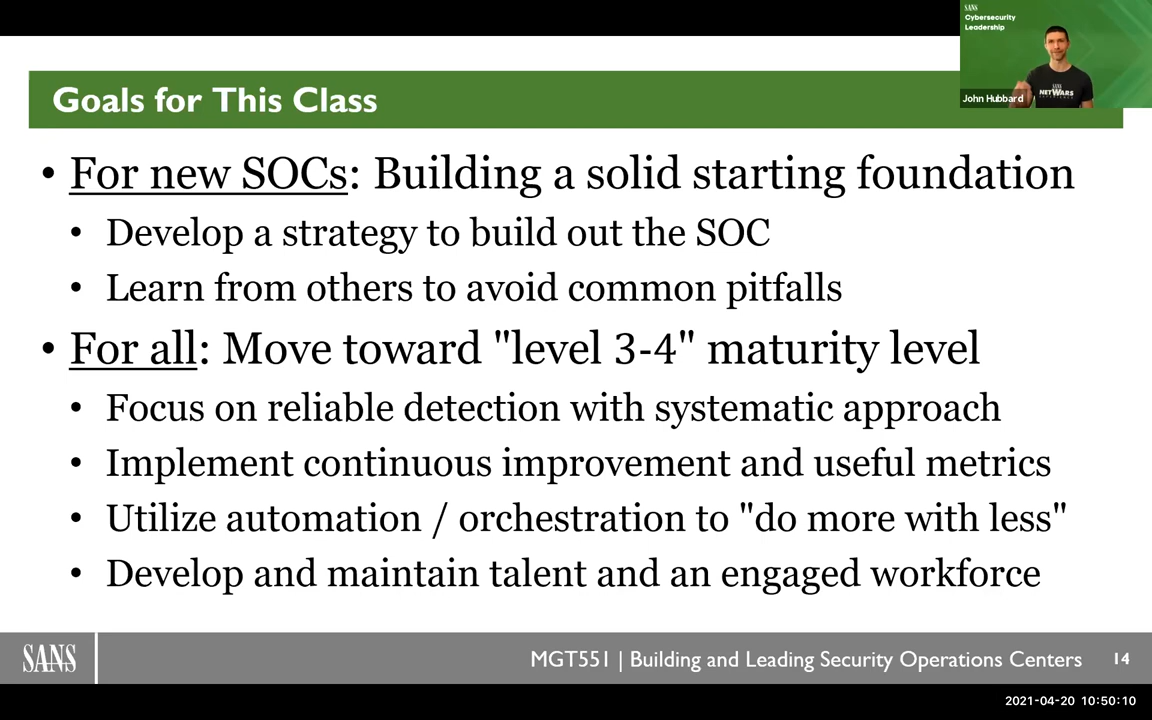 SANS
Cybersecurity
Leadership
NETWARS
John Hubbard
Goals for This Class
• For new SOCs: Building a solid starting foundation
• Develop a strategy to build out the SOC
• Learn from others to avoid common pitfalls
• For all: Move toward "level 3-4" maturity level
• Focus on reliable detection with systematic approach
• Implement continuous improvement and useful metrics
• Utilize automation / orchestration to "do more with less"
• Develop and maintain talent and an engaged workforce
SANS
MGT551 | Building and Leading Security Operations Centers
14
2021-04-20 10:50:10